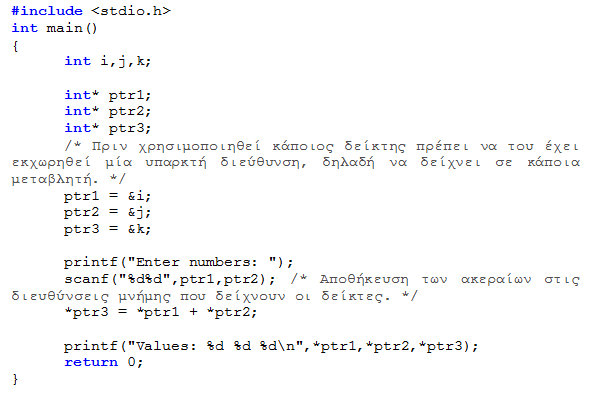 #include <stdio.h>
int main()
{
int i,j,k;
int* ptr1;
int* ptr2;
int* ptr3;
/* Πριν χρησιμοποιηθεί κάποιος δείκτης πρέπει να του έχει
εκχωρηθεί μία υπαρκτή διεύθυνση, δηλαδή να δείχνει σε κάποια
μεταβλητή. */
ptr1 = &i;
ptr2 = &j;
ptr3 = &k;
printf("Enter numbers: ");
scanf("%d%d",ptr1,ptr2); /* Αποθήκευση των ακεραίων στις
διευθύνσεις μνήμης που δείχνουν οι δείκτες. */
*ptr3 = *ptr1 + *ptr2;
printf("Values: %d %d %d\n",*ptr1,*ptr2,*ptr3);
return 0;
}